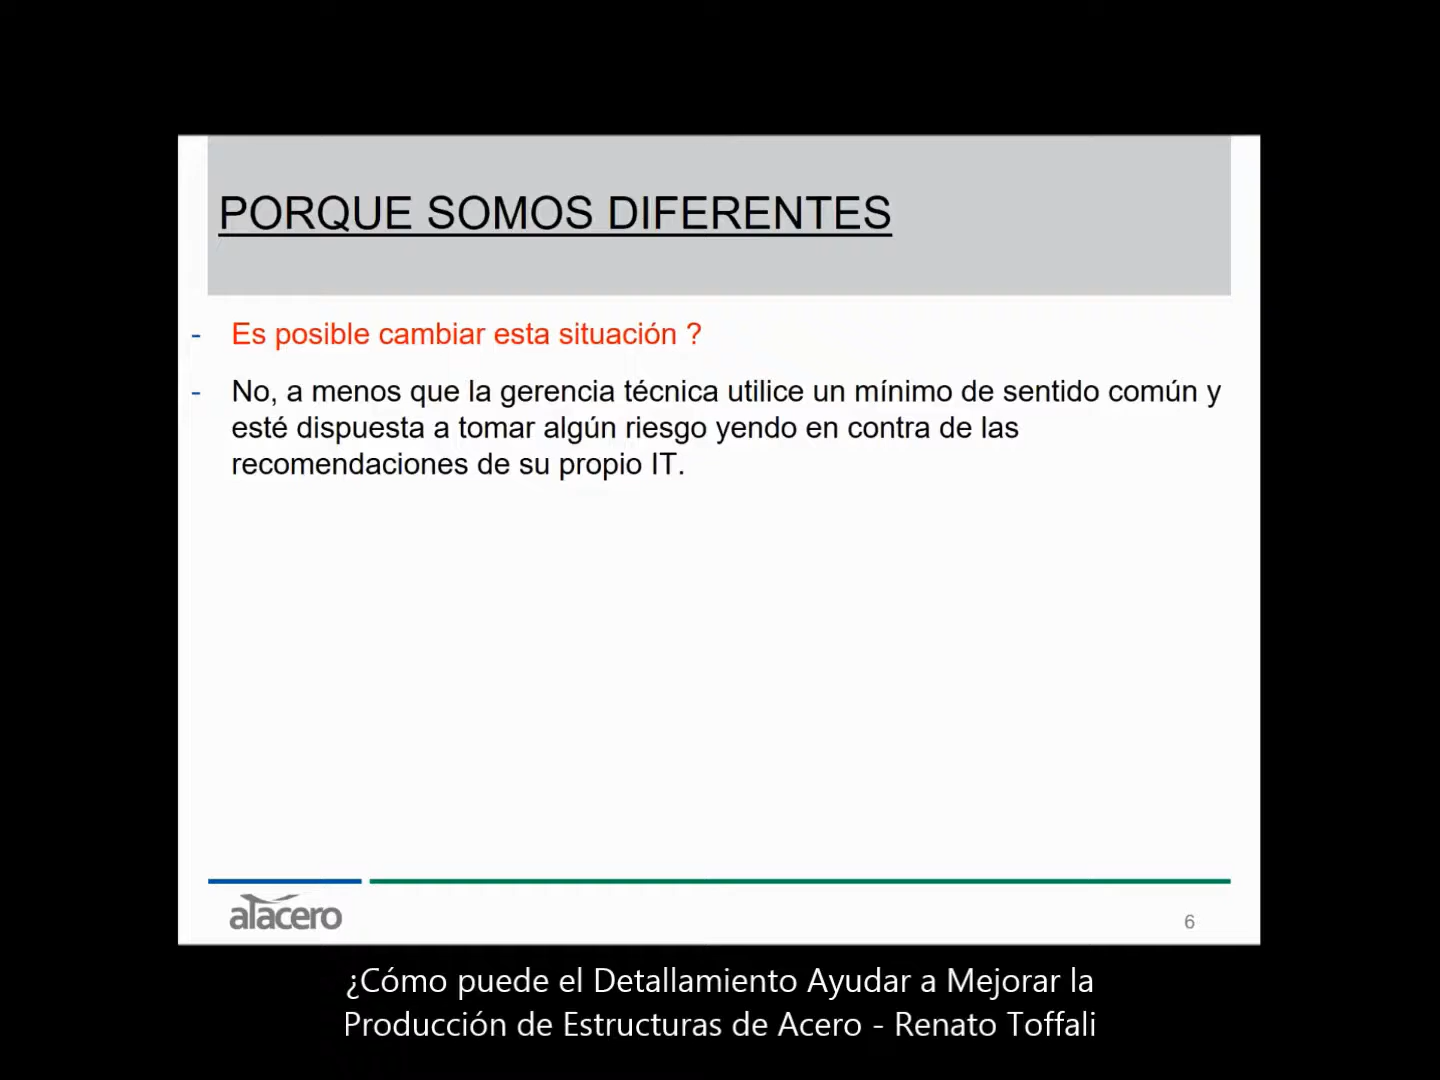 PORQUE SOMOS DIFERENTES
- Es posible cambiar esta situación ?
- No, a menos que la gerencia técnica utilice un mínimo de sentido común y
esté dispuesta a tomar algún riesgo yendo en contra de las
recomendaciones de su propio IT.
alacero
6
¿Cómo puede el Detallamiento Ayudar a Mejorar la
Producción de Estructuras de Acero - Renato Toffali